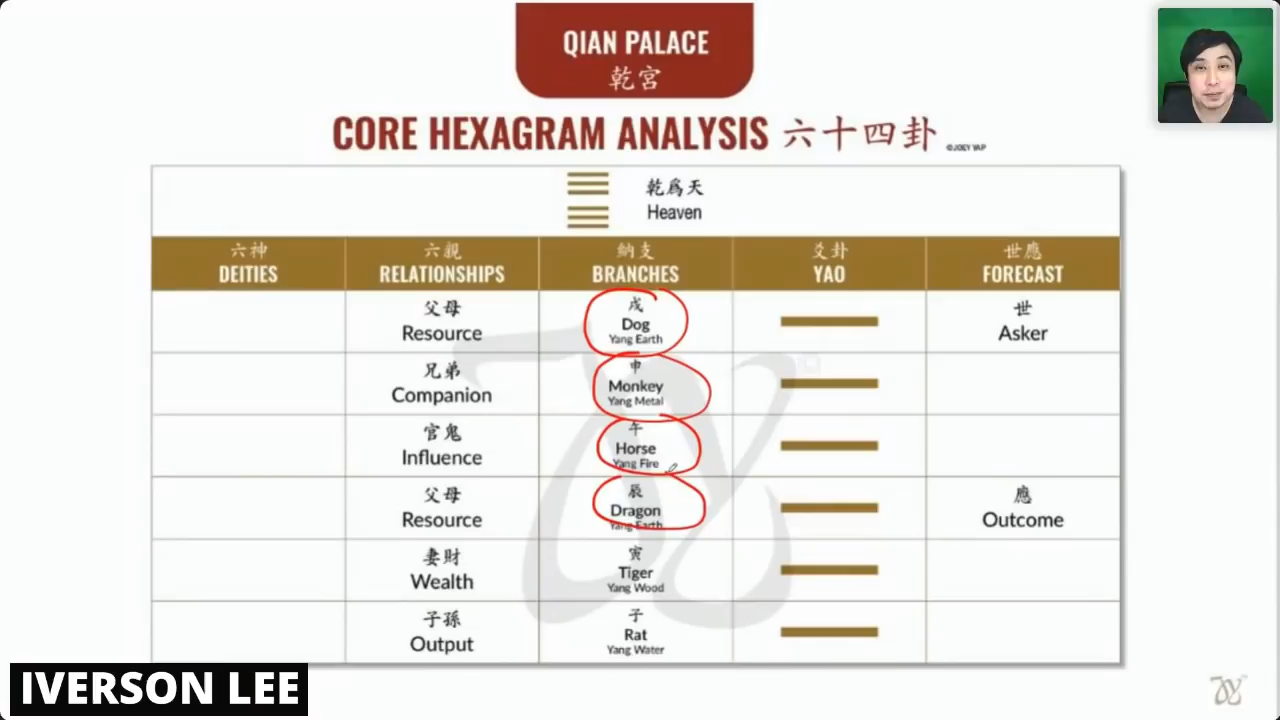 QIAN PALACE
乾宮
CORE HEXAGRAM ANALYSIS 六十四卦 ©JOEY YAP
乾為天
Heaven
六神 六親 納支 爻卦 世應
DEITIES RELATIONSHIPS BRANCHES YAO FORECAST
父母 戌 世
Resource Dog Asker
Yang Earth
兄弟 申
Companion Monkey
Yang Metal
官鬼 午
Influence Horse
Yang Fire
父母 辰 應
Resource Dragon Outcome
Yang Earth
妻財 寅
Wealth Tiger
Yang Wood
子孫 子
Output Rat
Yang Water
IVERSON LEE